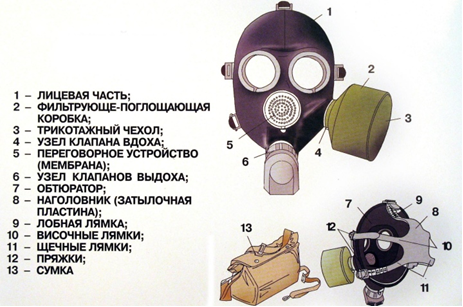 1 – ЛИЦЕВАЯ ЧАСТЬ;
2 – ФИЛЬТРУЮЩЕ-ПОГЛОЩАЮЩАЯ
КОРОБКА;
3 – ТРИКОТАЖНЫЙ ЧЕХОЛ;
4 – УЗЕЛ КЛАПАНА ВДОХА;
5 – ПЕРЕГОВОРНОЕ УСТРОЙСТВО
(МЕМБРАНА);
6 – УЗЕЛ КЛАПАНОВ ВЫДОХА;
7 – ОБТЮРАТОР;
8 – НАГОЛОВНИК (ЗАТЫЛОЧНАЯ
ПЛАСТИНА);
9 – ЛОБНАЯ ЛЯМКА;
10 – ВИСОЧНЫЕ ЛЯМКИ;
11 – ЩЕЧНЫЕ ЛЯМКИ;
12 – ПРЯЖКИ;
13 – СУМКА
1
2
3
4
5
6
13
7
9
8
12
10
11